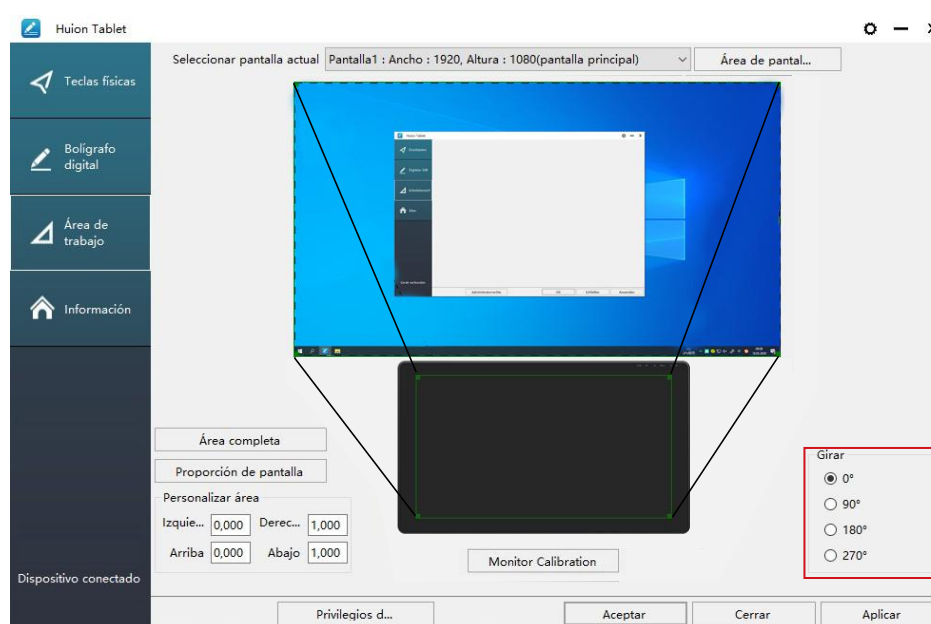 Huion Tablet
Seleccionar pantalla actual Pantalla1 : Ancho : 1920, Altura : 1080(pantalla principal) Área de pantal...
Teclas físicas
Bolígrafo
digital
Área de
trabajo
Información
Huion Tablet
Área completa
Proporción de pantalla
Personalizar área
Izquie... 0,000 Derec... 1,000
Arriba 0,000 Abajo 1,000
Monitor Calibration
Girar
0°
90°
180°
270°
Dispositivo conectado
Privilegios d... Aceptar Cerrar Aplicar